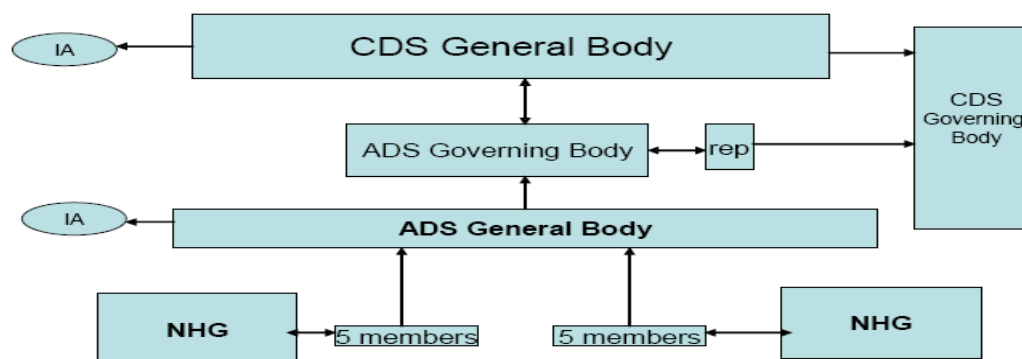 IA
CDS General Body
CDS
Governing
Body
ADS Governing Body
rep
IA
ADS General Body
NHG
5 members
5 members
NHG